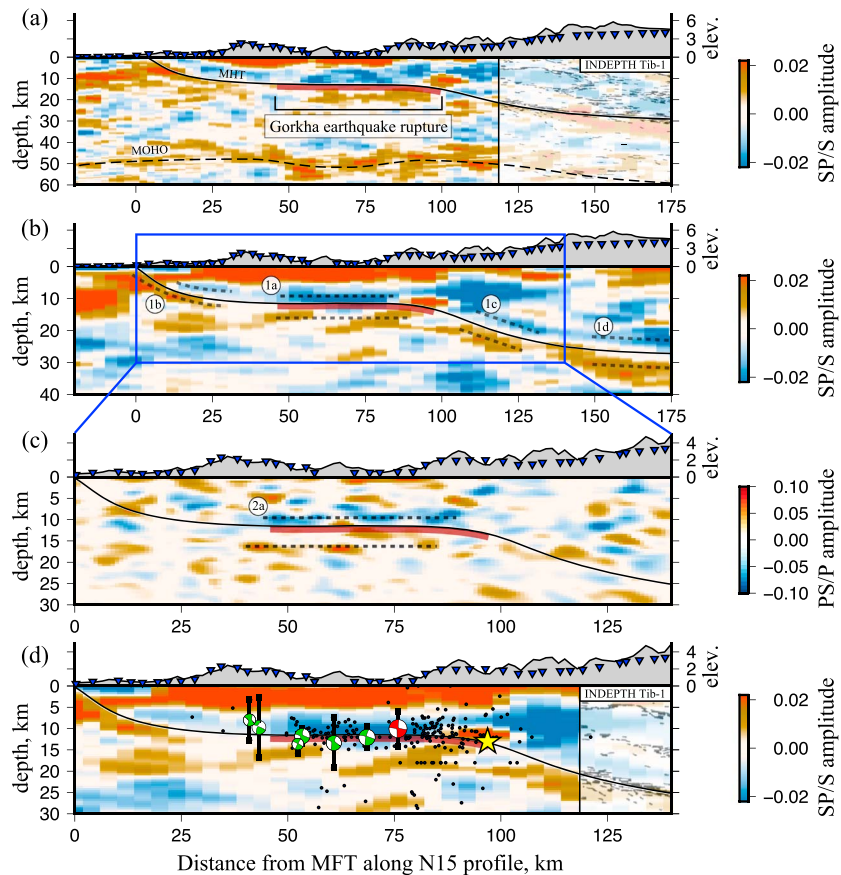 (a)
6
3
0
elev.
0
10
20
30
40
50
60
depth, km
MHT
MOHO
Gorkha earthquake rupture
INDEPTH Tib-1
0 25 50 75 100 125 150 175
0.02
0.00
−0.02
SP/S amplitude
(b)
6
3
0
elev.
0
10
20
30
40
depth, km
1a
1b
1c
1d
0 25 50 75 100 125 150 175
0.02
0.00
−0.02
SP/S amplitude
(c)
4
2
0
elev.
0
5
10
15
20
25
30
depth, km
2a
0 25 50 75 100 125
0.10
0.05
0.00
−0.05
−0.10
PS/P amplitude
(d)
4
2
0
elev.
0
5
10
15
20
25
30
depth, km
INDEPTH Tib-1
0 25 50 75 100 125
0.02
0.00
−0.02
SP/S amplitude
Distance from MFT along N15 profile, km